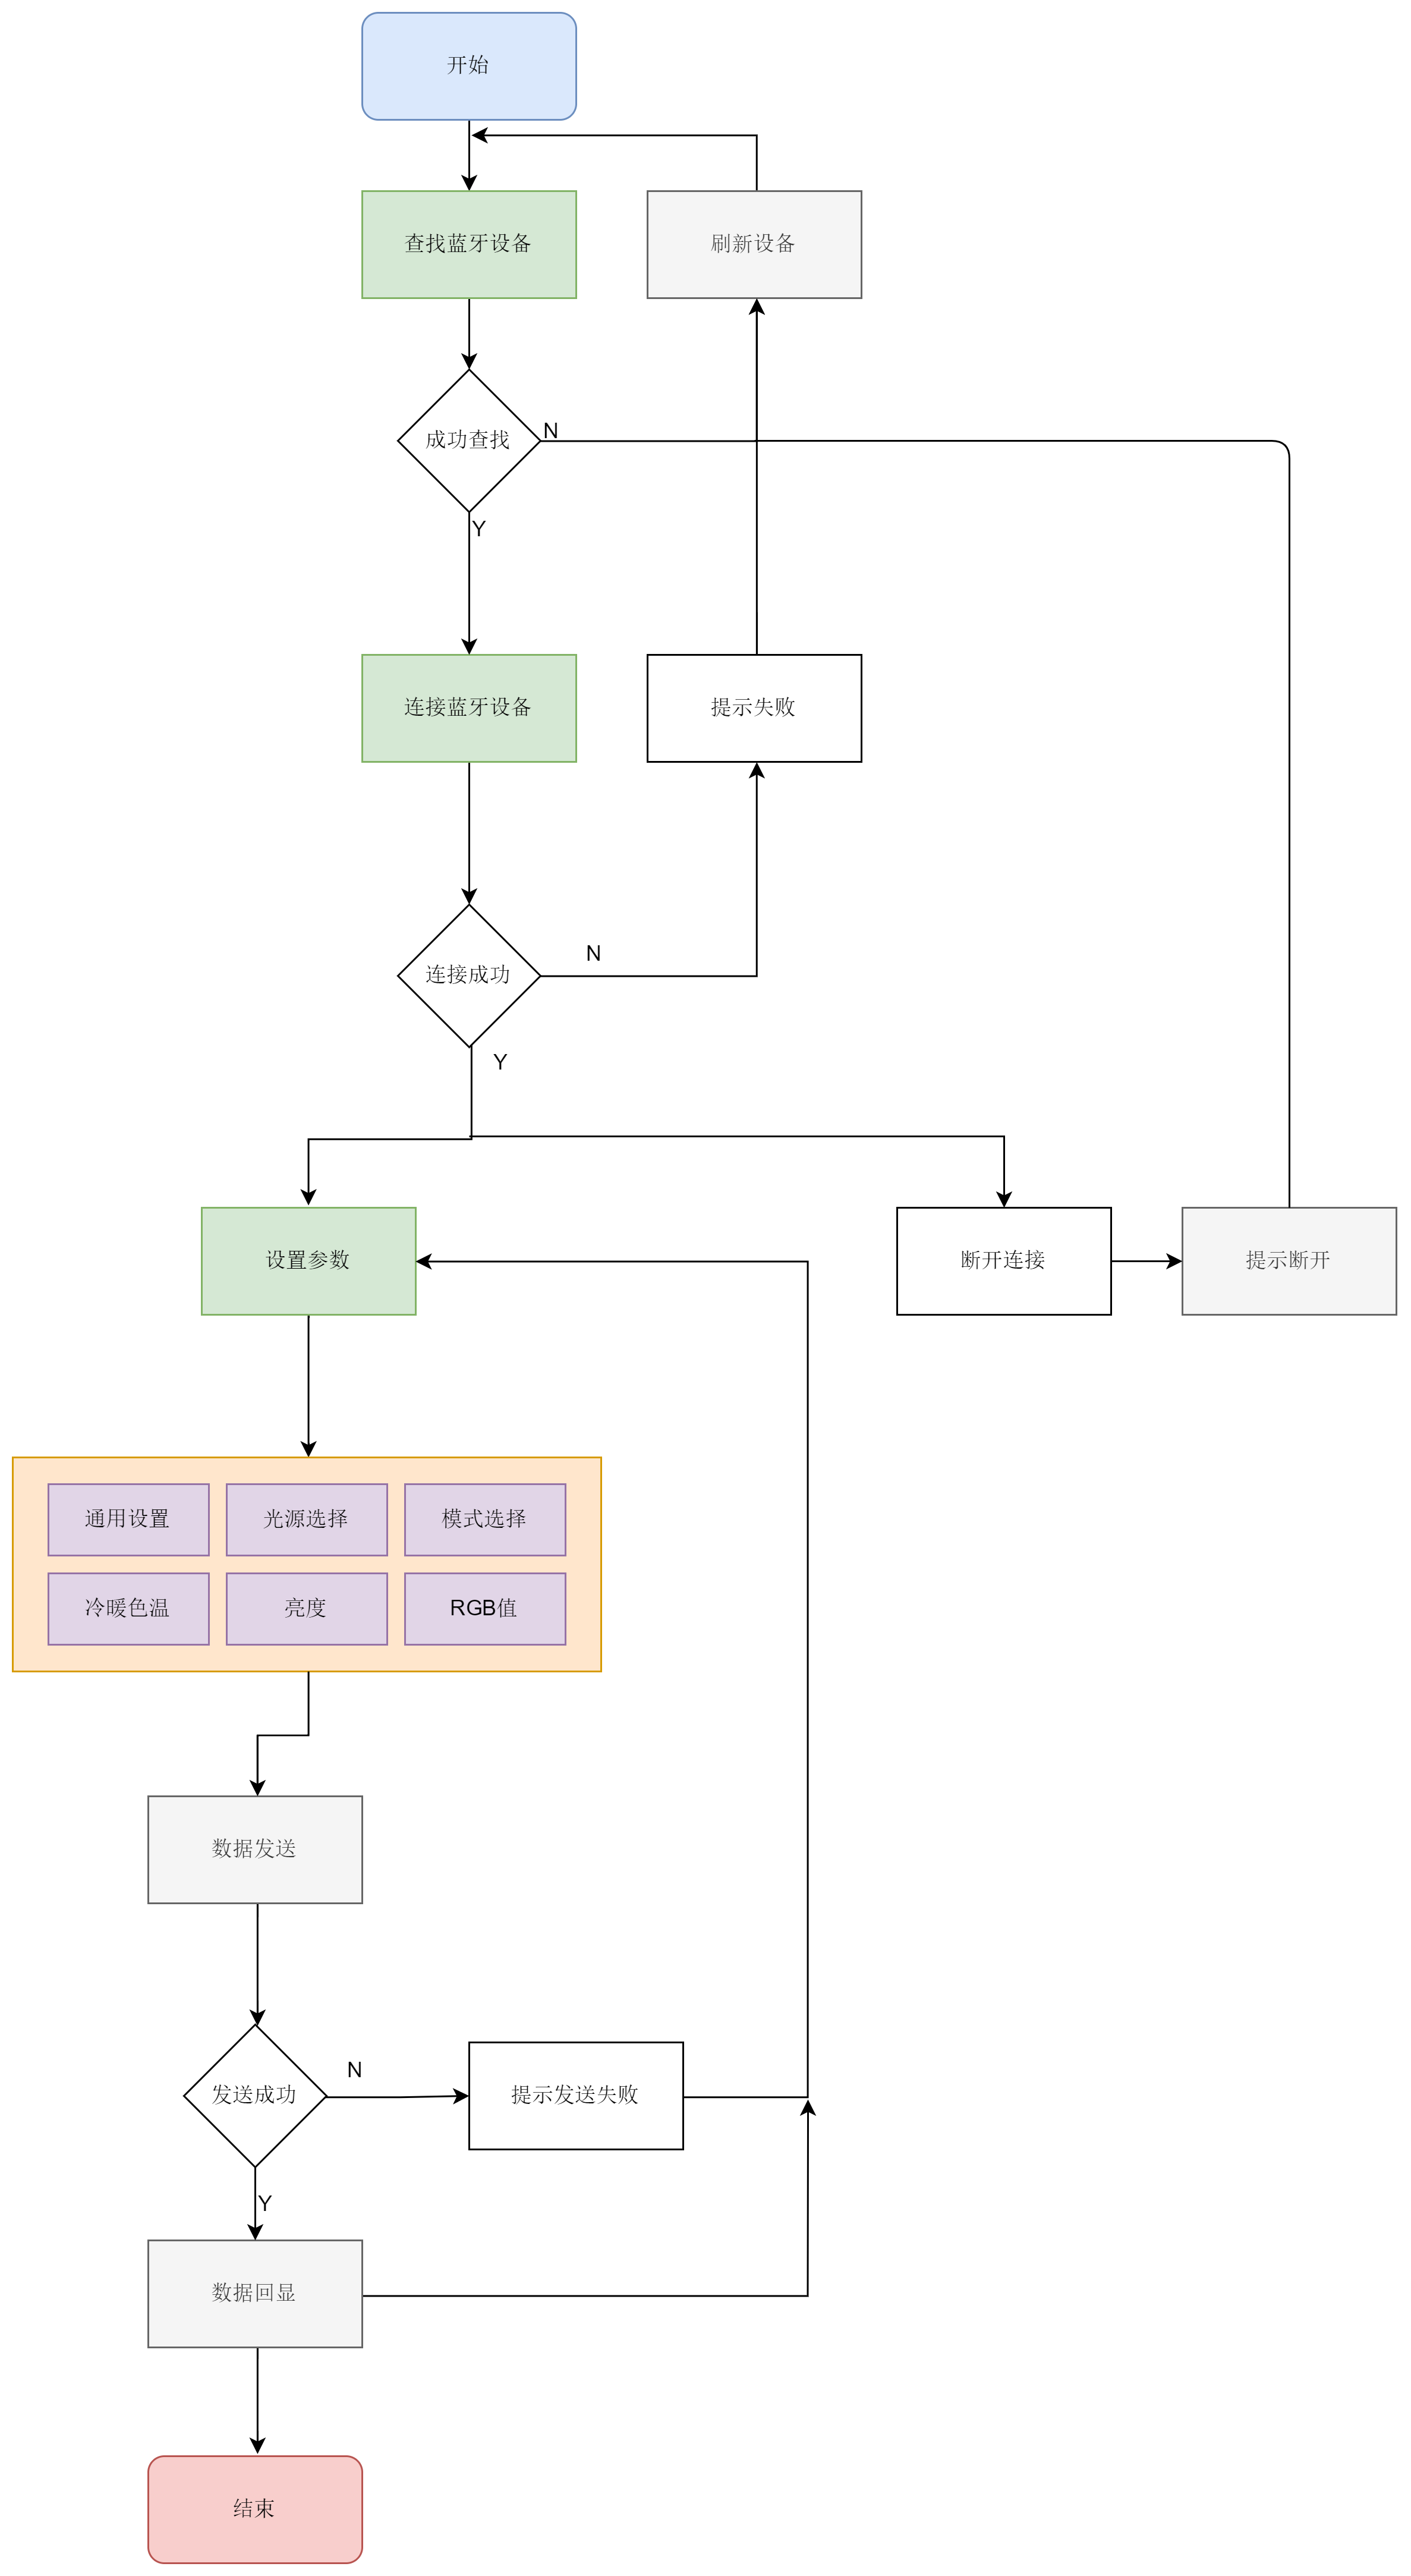 开始
查找蓝牙设备
刷新设备
成功查找
N
Y
连接蓝牙设备
提示失败
连接成功
N
Y
设置参数
断开连接
提示断开
通用设置
光源选择
模式选择
冷暖色温
亮度
RGB值
数据发送
发送成功
N
提示发送失败
Y
数据回显
结束